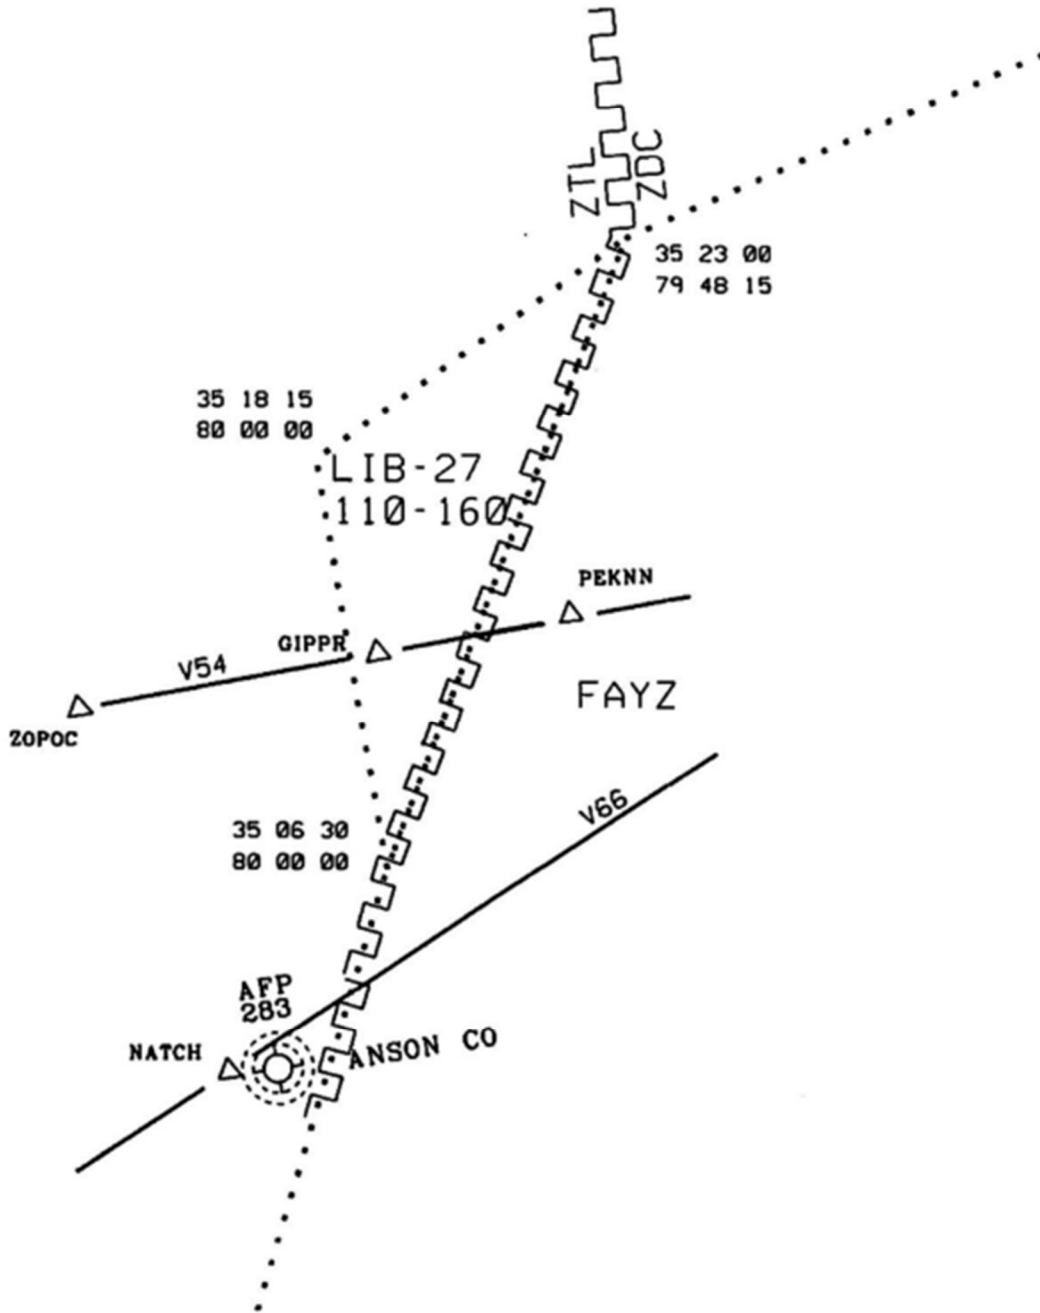 ZTL
ZDC
35 23 00
79 48 15
35 18 15
80 00 00
LIB-27
110-160
PEKNN
GIPPR
V54
ZOPOC
FAYZ
V66
35 06 30
80 00 00
AFP
283
NATCH
ANSON CO